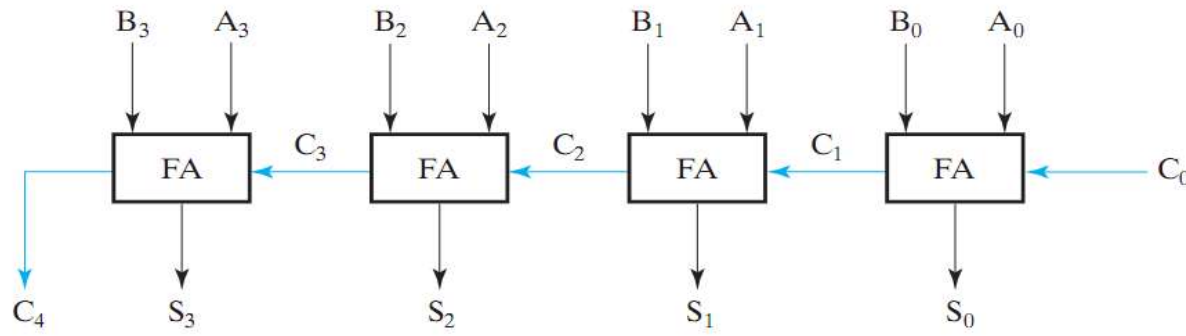 B₃ A₃ B₂ A₂ B₁ A₁ B₀ A₀
FA C₃ FA C₂ FA C₁ FA C₀
C₄ S₃ S₂ S₁ S₀